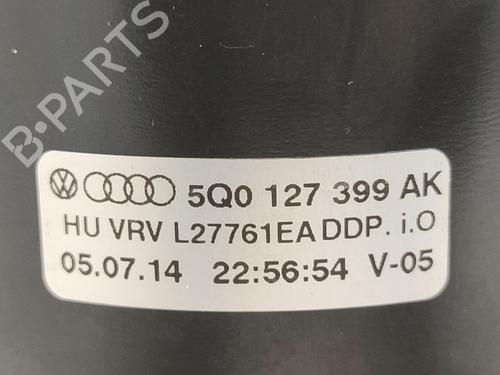 B-PARTS
5Q0 127 399 AK
HU VRV L27761EA DDP. i.O
05.07.14 22:56:54 V-05